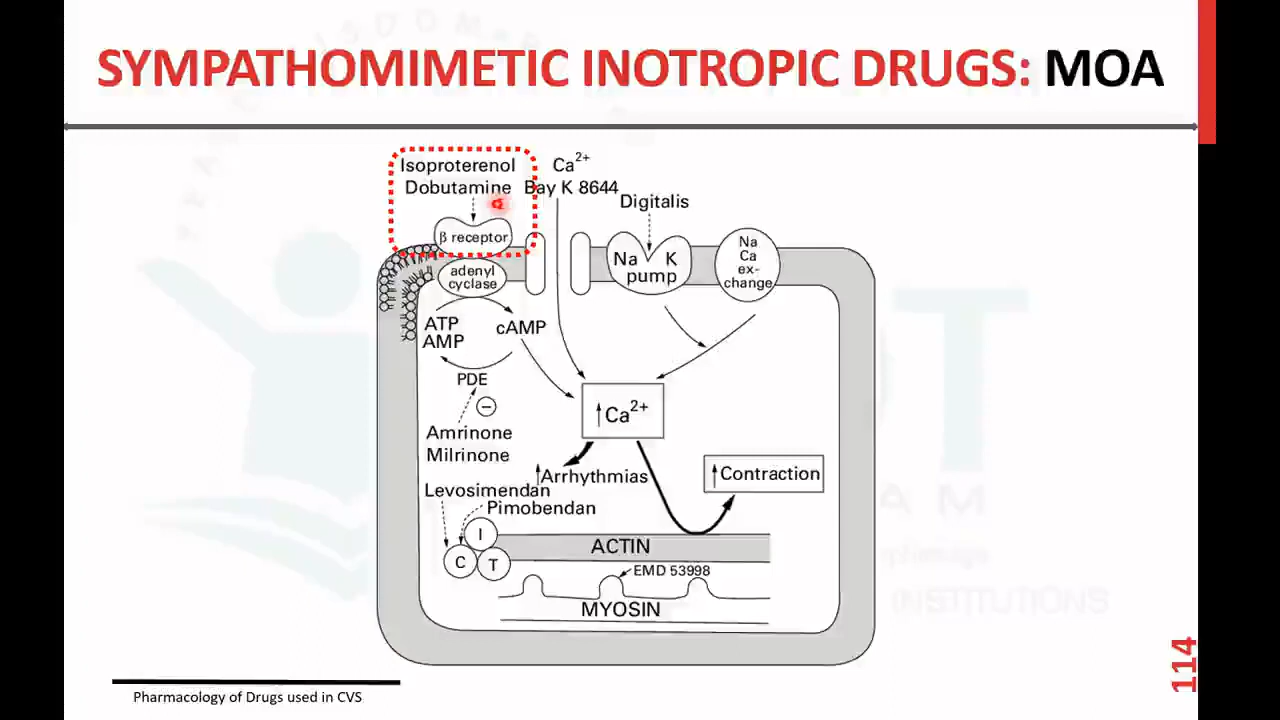 SYMPATHOMIMETIC INOTROPIC DRUGS: MOA
Isoproterenol
Dobutamine
Ca2+
Bay K 8644
Digitalis
β receptor
adenyl
cyclase
Na K
pump
Na
Ca
ex-
change
ATP
AMP
cAMP
PDE
−
Amrinone
Milrinone
↑Ca2+
↑Arrhythmias
↑Contraction
Levosimendan
Pimobendan
I
C
T
ACTIN
EMD 53998
MYOSIN
INSTITUTIONS
114
Pharmacology of Drugs used in CVS